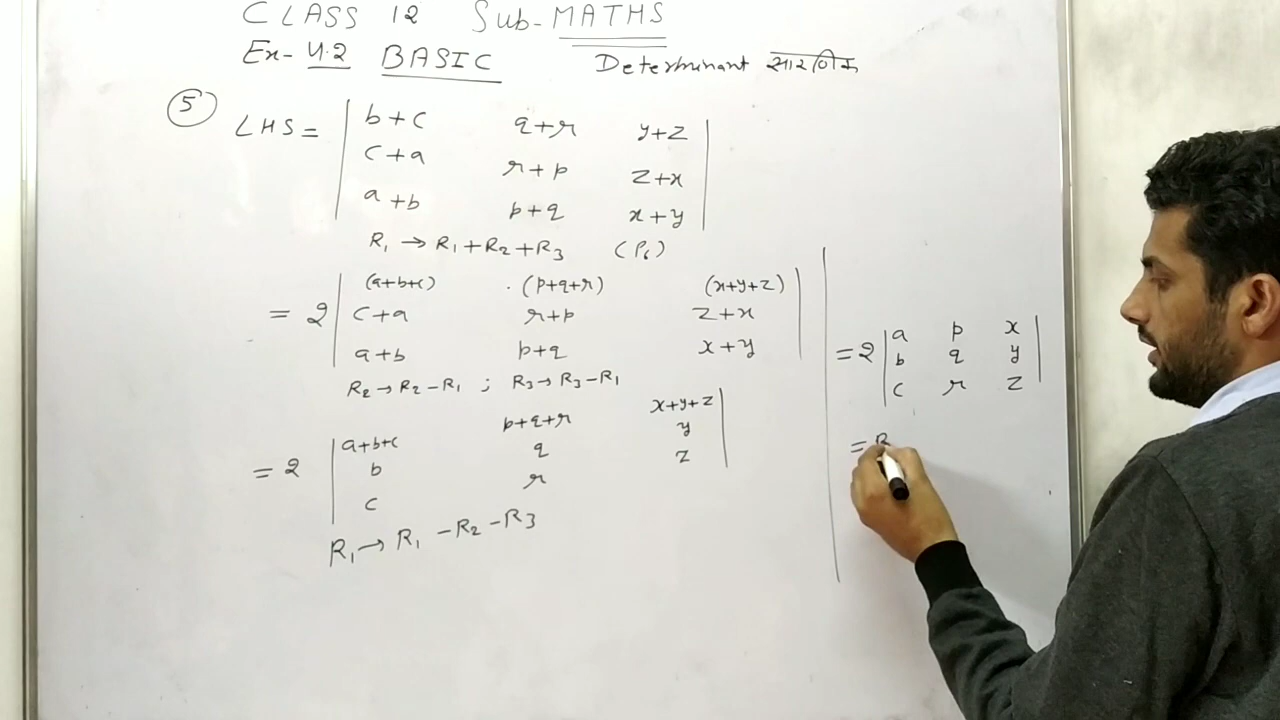 CLASS 12 Sub-MATHS
Ex- 4.2 BASIC Determinant सारणिक
5
LHS = | b+c q+r y+z |
| c+a r+p z+x |
| a+b p+q x+y |
R₁ → R₁+R₂+R₃ (P₆)
= 2 | (a+b+c) . (p+q+r) (x+y+z) |
| c+a r+p z+x |
| a+b p+q x+y |
R₂→R₂-R₁ ; R₃→R₃-R₁
= 2 | a+b+c p+q+r x+y+z |
| b q y |
| c r z |
R₁→ R₁ -R₂ -R₃
= 2 | a p x |
| b q y |
| c r z |
= R